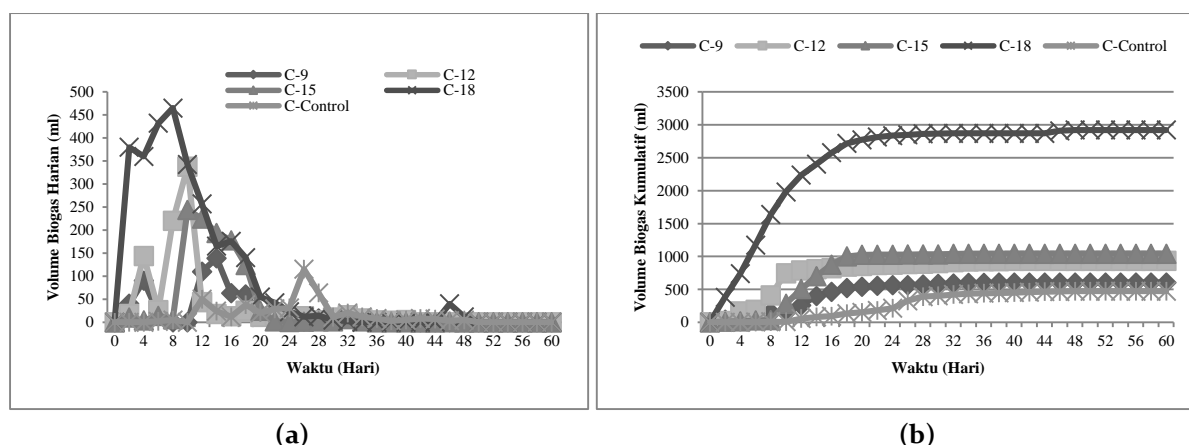 C-9 C-12
C-15 C-18
C-Control
Volume Biogas Harian (ml)
500
450
400
350
300
250
200
150
100
50
0
0 4 8 12 16 20 24 28 32 36 40 44 48 52 56 60
Waktu (Hari)
(a)
C-9 C-12 C-15 C-18 C-Control
Volume Biogas Kumulatif (ml)
3500
3000
2500
2000
1500
1000
500
0
0 4 8 12 16 20 24 28 32 36 40 44 48 52 56 60
Waktu (Hari)
(b)